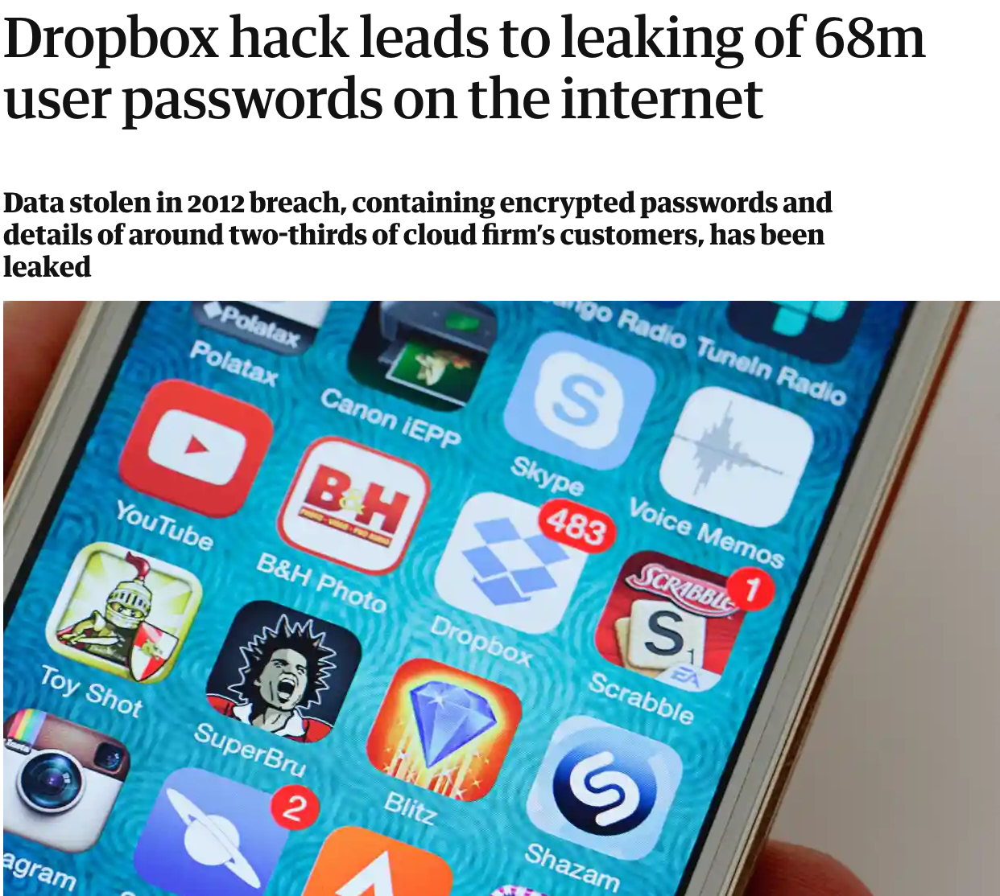 Dropbox hack leads to leaking of 68m
user passwords on the internet
Data stolen in 2012 breach, containing encrypted passwords and
details of around two-thirds of cloud firm's customers, has been
leaked
Polatax
Polatax
Canon iEPP
ango Radio
TuneIn Radio
YouTube
B&H
B&H Photo
S
Skype
Voice Memos
Toy Shot
SuperBru
483
Dropbox
SCRABBLE
1
S
1
EA
Scrabble
agram
2
Blitz
Shazam